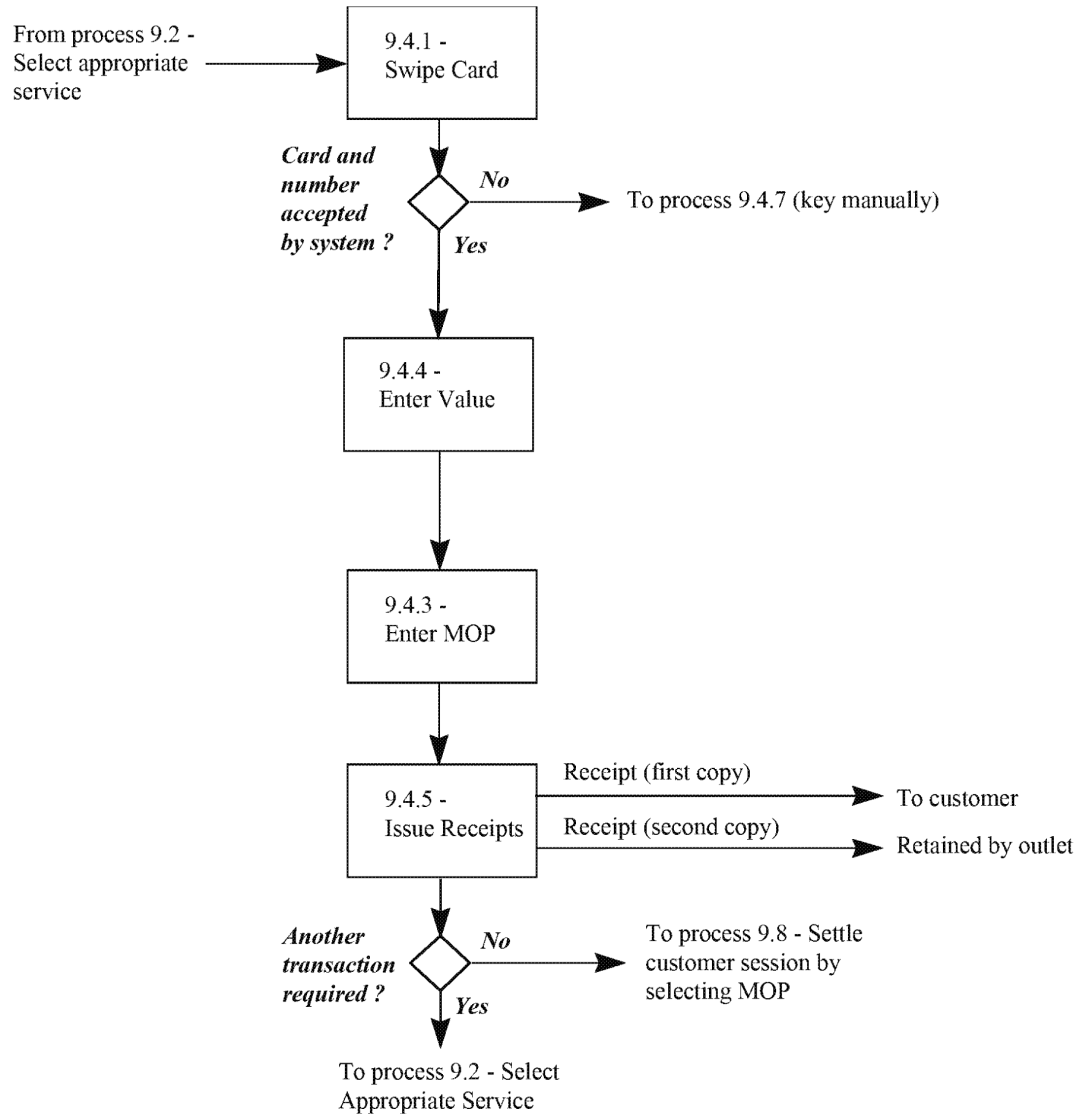 From process 9.2 -
Select appropriate
service
9.4.1 -
Swipe Card
Card and
number
accepted
by system ?
No
To process 9.4.7 (key manually)
Yes
9.4.4 -
Enter Value
9.4.3 -
Enter MOP
9.4.5 -
Issue Receipts
Receipt (first copy)
To customer
Receipt (second copy)
Retained by outlet
Another
transaction
required ?
No
To process 9.8 - Settle
customer session by
selecting MOP
Yes
To process 9.2 - Select
Appropriate Service